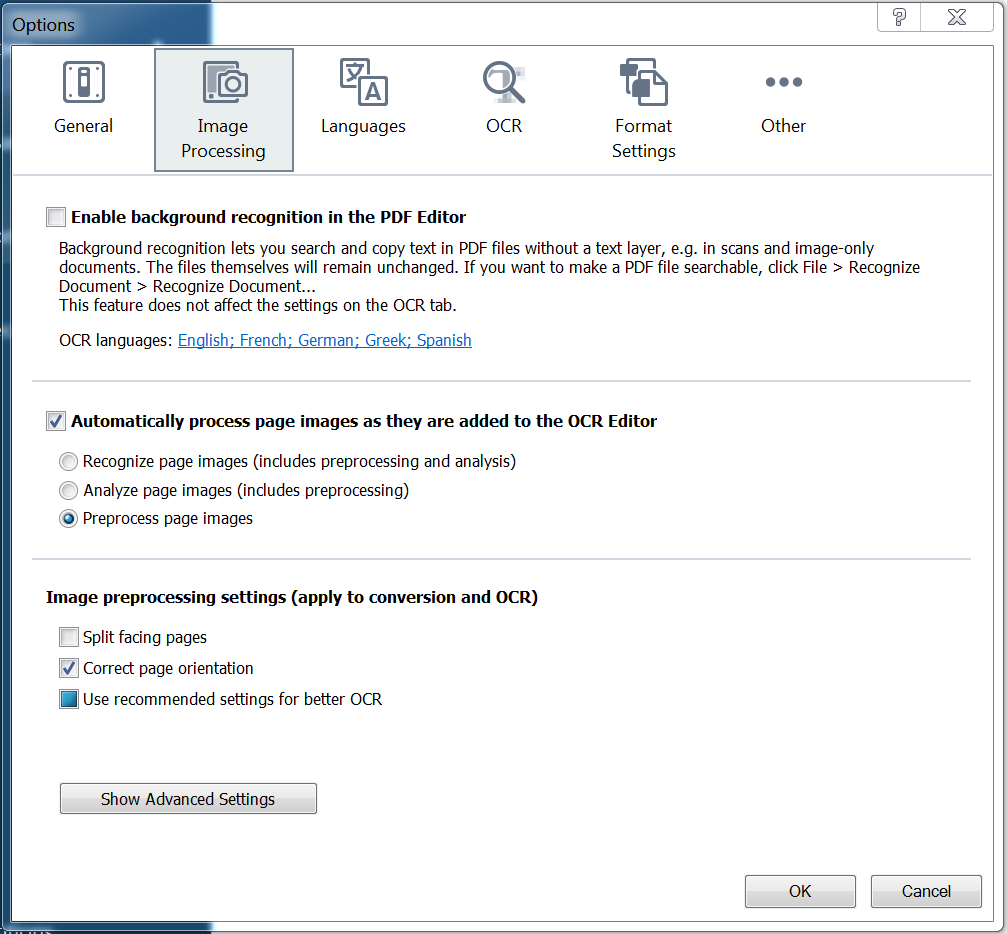 Options
General
Image
Processing
Languages
OCR
Format
Settings
Other
Enable background recognition in the PDF Editor
Background recognition lets you search and copy text in PDF files without a text layer, e.g. in scans and image-only
documents. The files themselves will remain unchanged. If you want to make a PDF file searchable, click File > Recognize
Document > Recognize Document...
This feature does not affect the settings on the OCR tab.
OCR languages: English; French; German; Greek; Spanish
Automatically process page images as they are added to the OCR Editor
Recognize page images (includes preprocessing and analysis)
Analyze page images (includes preprocessing)
Preprocess page images
Image preprocessing settings (apply to conversion and OCR)
Split facing pages
Correct page orientation
Use recommended settings for better OCR
Show Advanced Settings
OK
Cancel